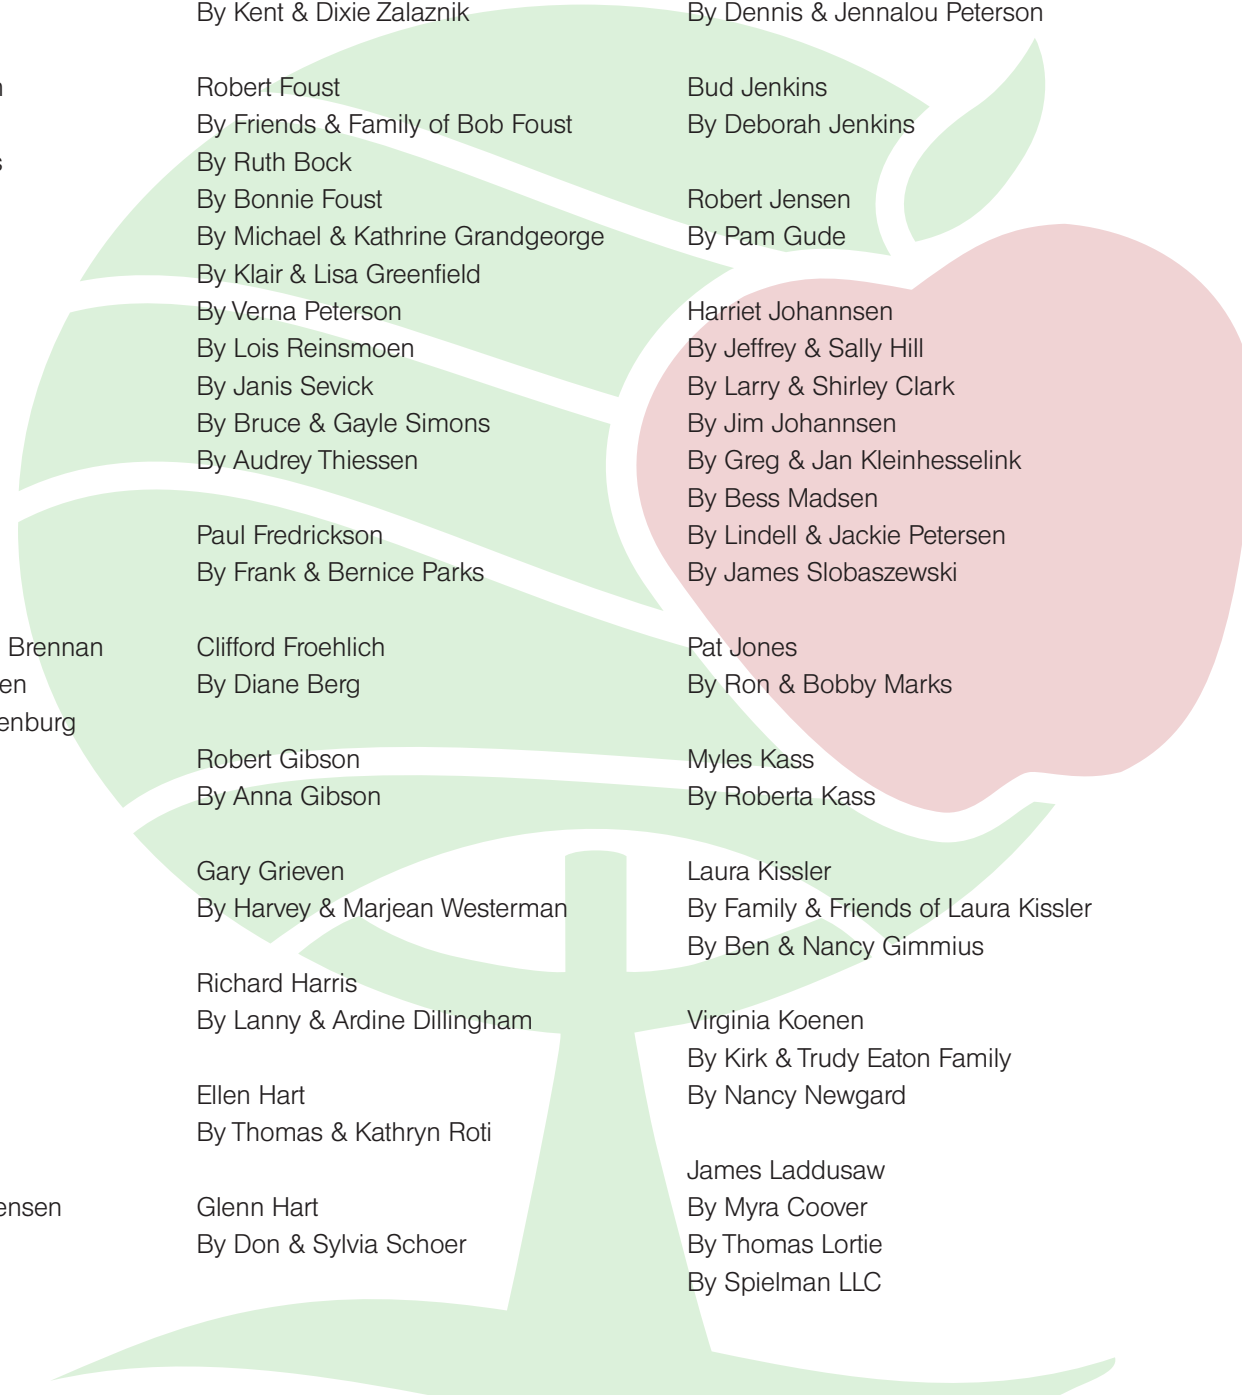 Brennan
By Kent & Dixie Zalaznik
Robert Foust
By Friends & Family of Bob Foust
By Ruth Bock
By Bonnie Foust
By Michael & Kathrine Grandgeorge
By Klair & Lisa Greenfield
By Verna Peterson
By Lois Reinsmoen
By Janis Sevick
By Bruce & Gayle Simons
By Audrey Thiessen
Paul Fredrickson
By Frank & Bernice Parks
Clifford Froehlich
By Diane Berg
Robert Gibson
By Anna Gibson
Gary Grieven
By Harvey & Marjean Westerman
Richard Harris
By Lanny & Ardine Dillingham
Ellen Hart
By Thomas & Kathryn Roti
Glenn Hart
By Don & Sylvia Schoer
By Dennis & Jennalou Peterson
Bud Jenkins
By Deborah Jenkins
Robert Jensen
By Pam Gude
Harriet Johannsen
By Jeffrey & Sally Hill
By Larry & Shirley Clark
By Jim Johannsen
By Greg & Jan Kleinhesselink
By Bess Madsen
By Lindell & Jackie Petersen
By James Slobaszewski
Pat Jones
By Ron & Bobby Marks
Myles Kass
By Roberta Kass
Laura Kissler
By Family & Friends of Laura Kissler
By Ben & Nancy Gimmius
Virginia Koenen
By Kirk & Trudy Eaton Family
By Nancy Newgard
James Laddusaw
By Myra Coover
By Thomas Lortie
By Spielman LLC